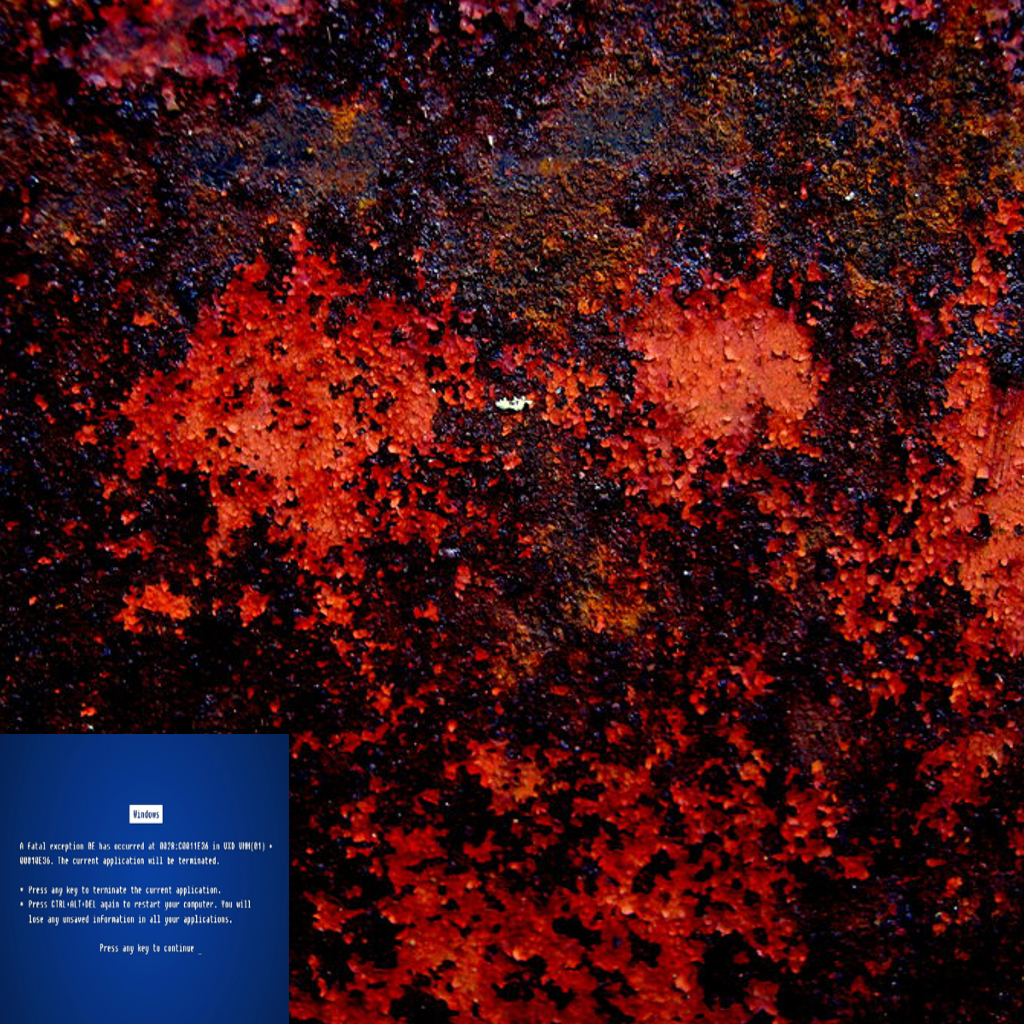 Windows
A fatal exception 0E has occurred at 0028:C0011E36 in VXD VMM(01) +
00010E36. The current application will be terminated.
* Press any key to terminate the current application.
* Press CTRL+ALT+DEL again to restart your computer. You will
lose any unsaved information in all your applications.
Press any key to continue _